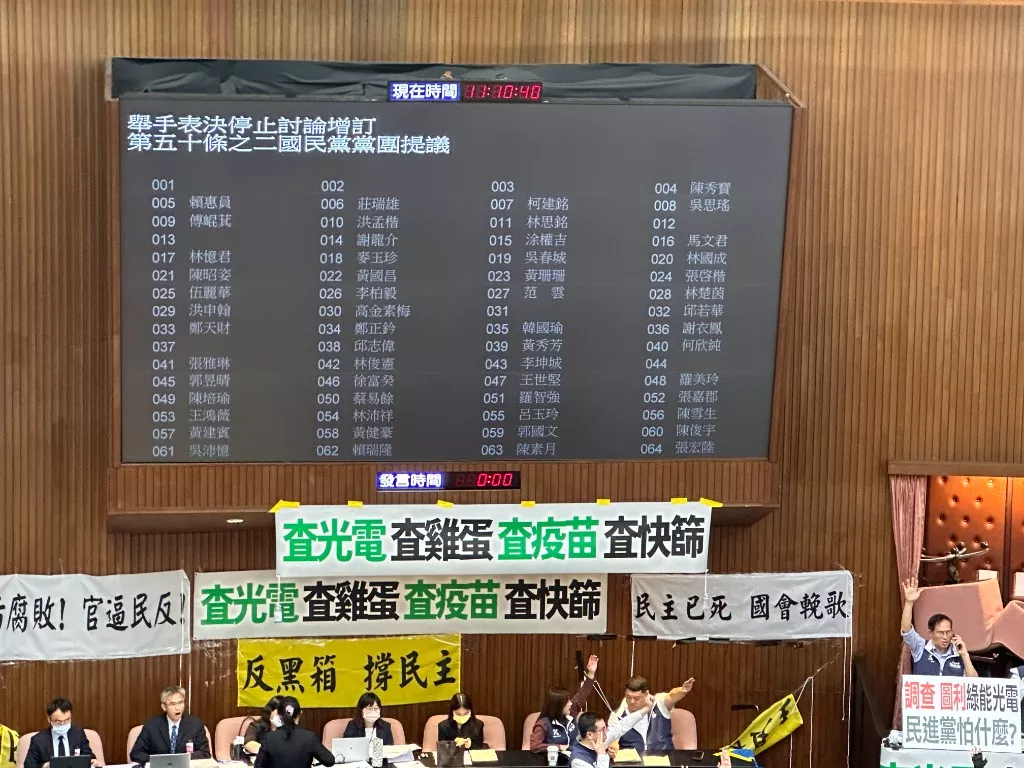 現在時間 11:10:40
舉手表決停止討論增訂
第五十條之二國民黨黨團提議
001 002 003 004 陳秀寳
005 賴惠員 006 莊瑞雄 007 柯建銘 008 吳思瑤
009 傅崐萁 010 洪孟楷 011 林思銘 012
013 014 謝龍介 015 涂權吉 016 馬文君
017 林憶君 018 麥玉珍 019 吳春城 020 林國成
021 陳昭姿 022 黃國昌 023 黃珊珊 024 張啓楷
025 伍麗華 026 李柏毅 027 范 雲 028 林楚茵
029 洪申翰 030 高金素梅 031 032 邱若華
033 鄭天財 034 鄭正鈐 035 韓國瑜 036 謝衣鳳
037 038 邱志偉 039 黃秀芳 040 何欣純
041 張雅琳 042 林俊憲 043 李坤城 044
045 郭昱晴 046 徐富癸 047 王世堅 048 羅美玲
049 陳培瑜 050 蔡易餘 051 羅智強 052 張嘉郡
053 王鴻薇 054 林沛祥 055 呂玉玲 056 陳雪生
057 黃建賓 058 黃健豪 059 郭國文 060 陳俊宇
061 吳沛憶 062 賴瑞隆 063 陳素月 064 張宏陸
發言時間 0:00
查光電 查雞蛋 查疫苗 查快篩
腐敗! 官逼民反!
查光電 查雞蛋 查疫苗 查快篩
民主已死 國會輓歌
反黑箱 撐民主
調查 圖利綠能光電
民進黨怕什麼?